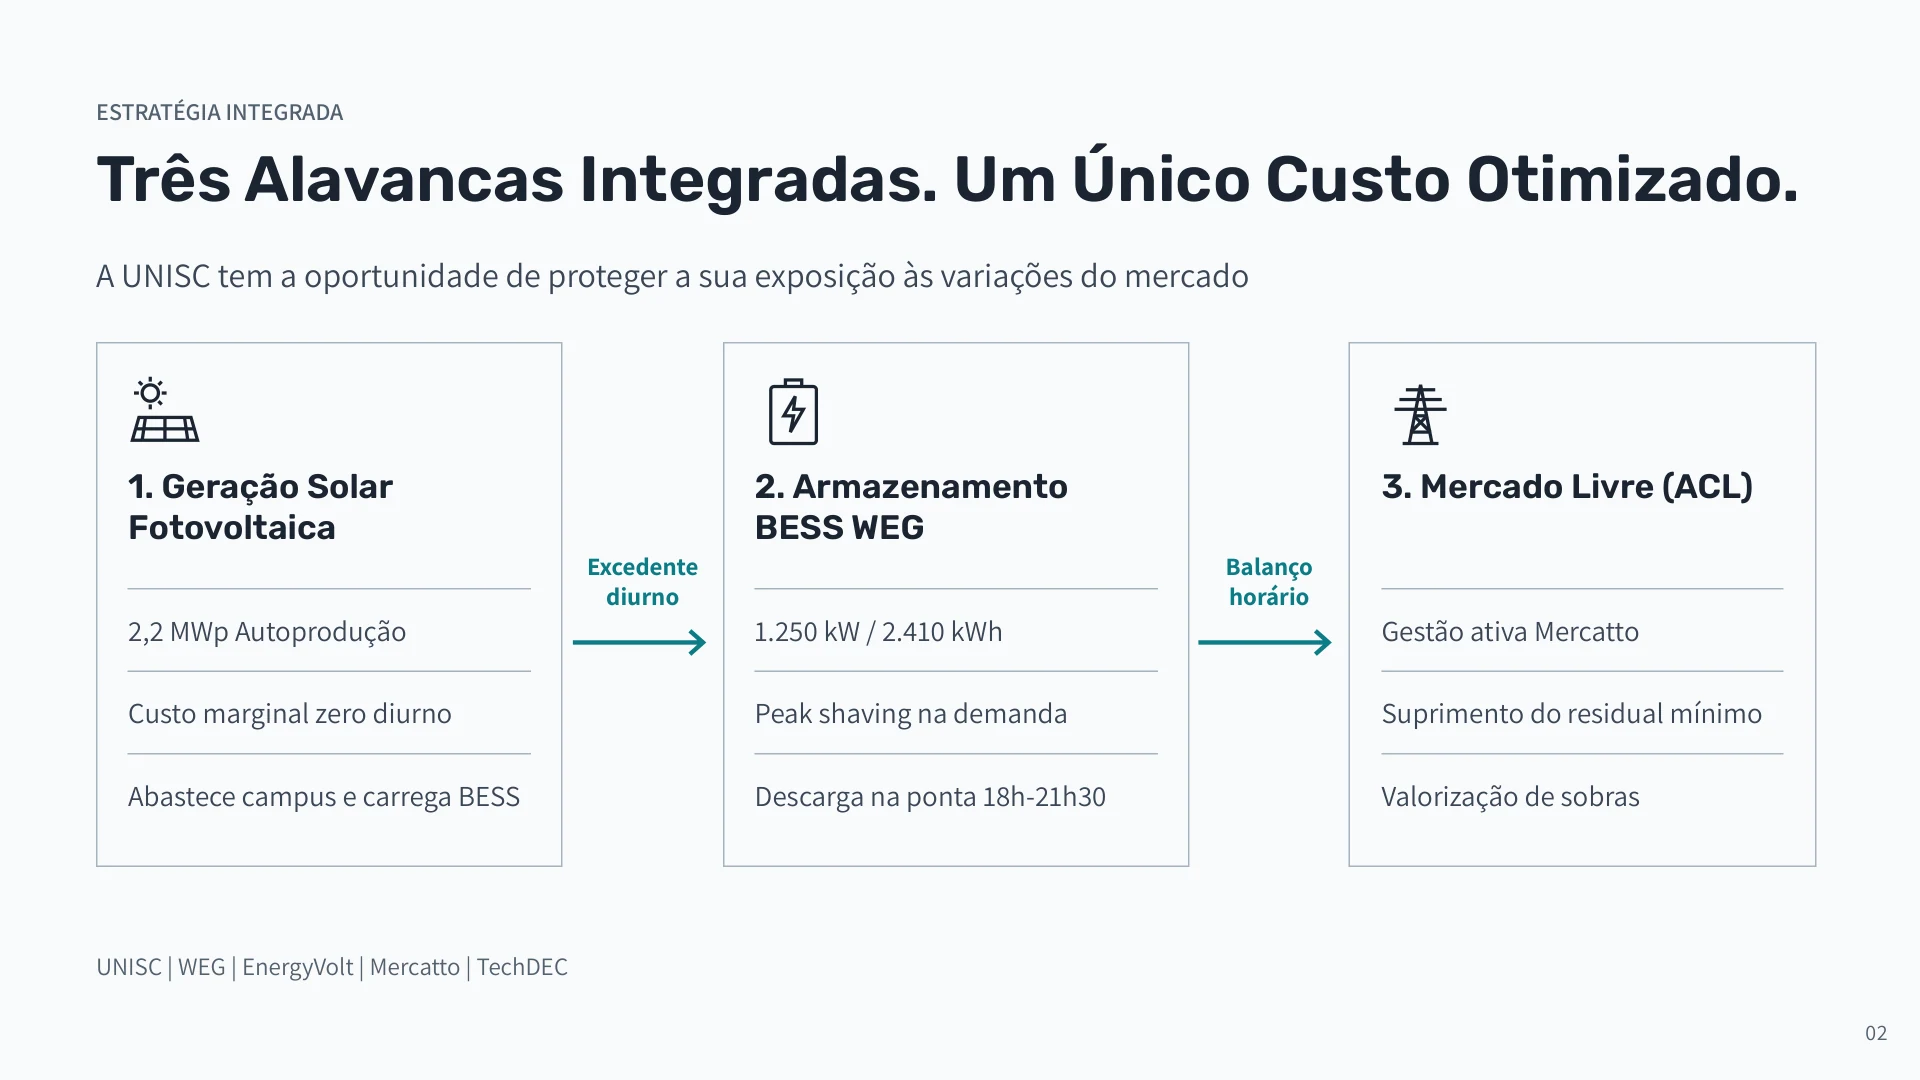 ESTRATÉGIA INTEGRADA
Três Alavancas Integradas. Um Único Custo Otimizado.
A UNISC tem a oportunidade de proteger a sua exposição às variações do mercado
1. Geração Solar
Fotovoltaica
2,2 MWp Autoprodução
Custo marginal zero diurno
Abastece campus e carrega BESS
Excedente
diurno
2. Armazenamento
BESS WEG
1.250 kW / 2.410 kWh
Peak shaving na demanda
Descarga na ponta 18h-21h30
Balanço
horário
3. Mercado Livre (ACL)
Gestão ativa Mercatto
Suprimento do residual mínimo
Valorização de sobras
UNISC | WEG | EnergyVolt | Mercatto | TechDEC
02